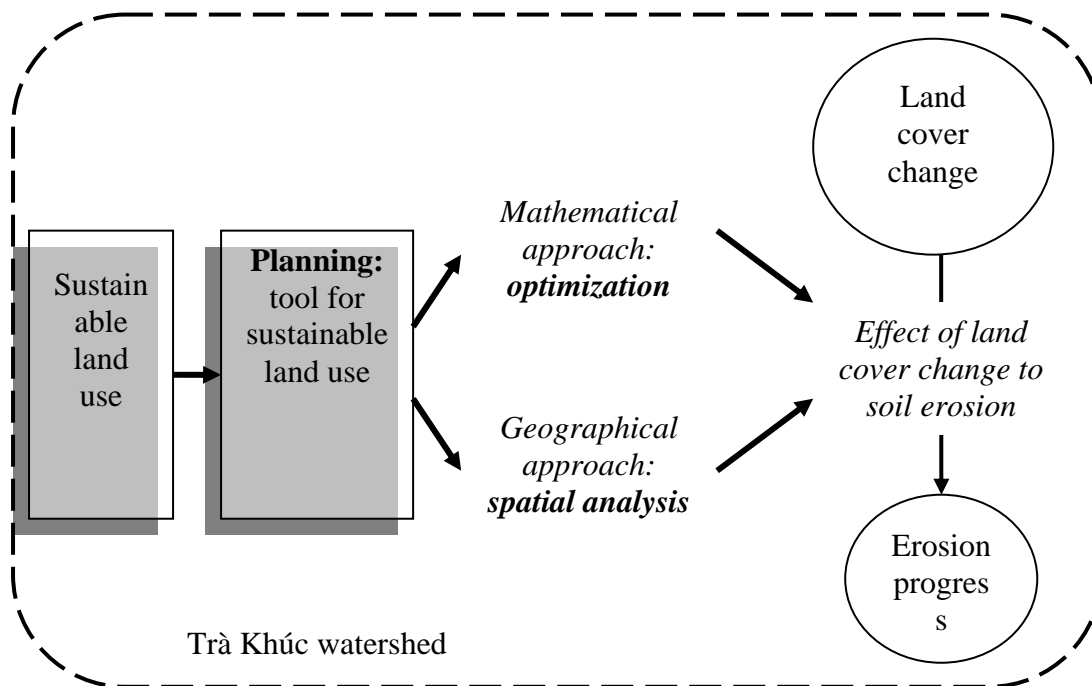 Sustain
able
land
use
Planning:
tool for
sustainable
land use
Mathematical
approach:
optimization
Geographical
approach:
spatial analysis
Land
cover
change
Effect of land
cover change to
soil erosion
Erosion
progres
s
Trà Khúc watershed